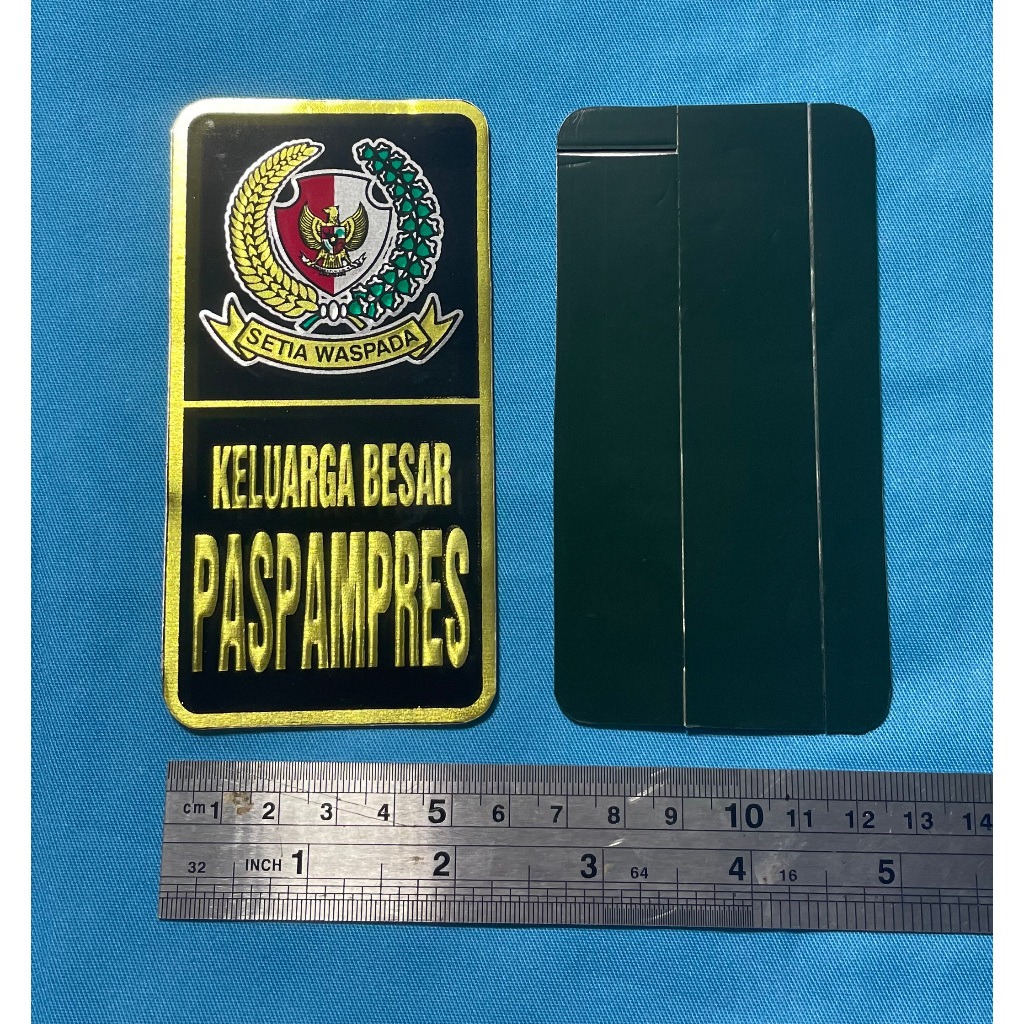 SETIA WASPADA
KELUARGA BESAR
PASPAMPRES
cm 1 2 3 4 5 6 7 8 9 10 11 12 13 14
32 INCH 1 2 3 64 4 16 5